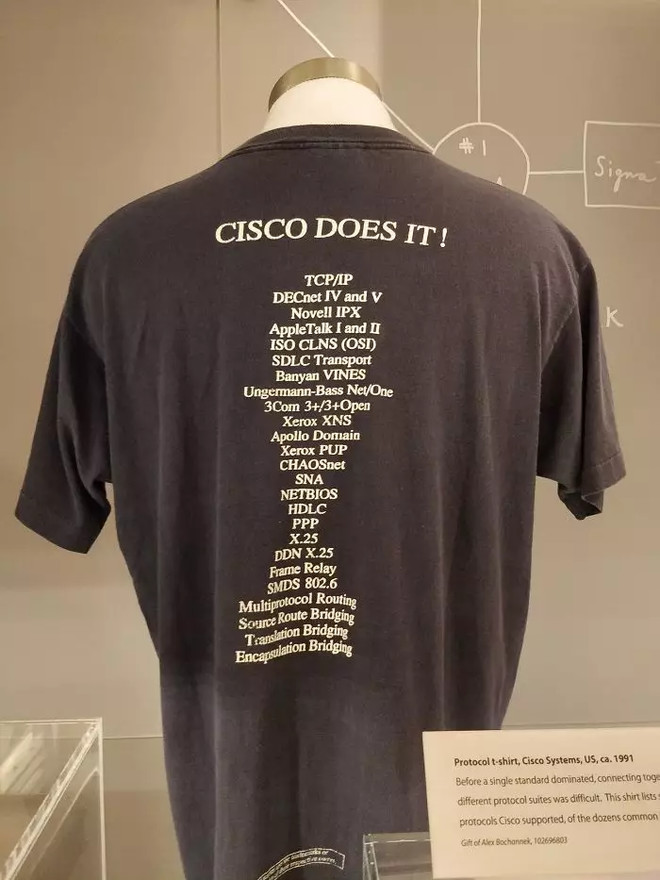 #1
Signa
K
CISCO DOES IT!
TCP/IP
DECnet IV and V
Novell IPX
AppleTalk I and II
ISO CLNS (OSI)
SDLC Transport
Banyan VINES
Ungermann-Bass Net/One
3Com 3+/3+Open
Xerox XNS
Apollo Domain
Xerox PUP
CHAOSnet
SNA
NETBIOS
HDLC
PPP
X.25
DDN X.25
Frame Relay
SMDS 802.6
Multiprotocol Routing
Source Route Bridging
Translation Bridging
Encapsulation Bridging
Protocol t-shirt, Cisco Systems, US, ca. 1991
Before a single standard dominated, connecting toge
different protocol suites was difficult. This shirt lists s
protocols Cisco supported, of the dozens common
Gift of Alex Bochannek, 102696803